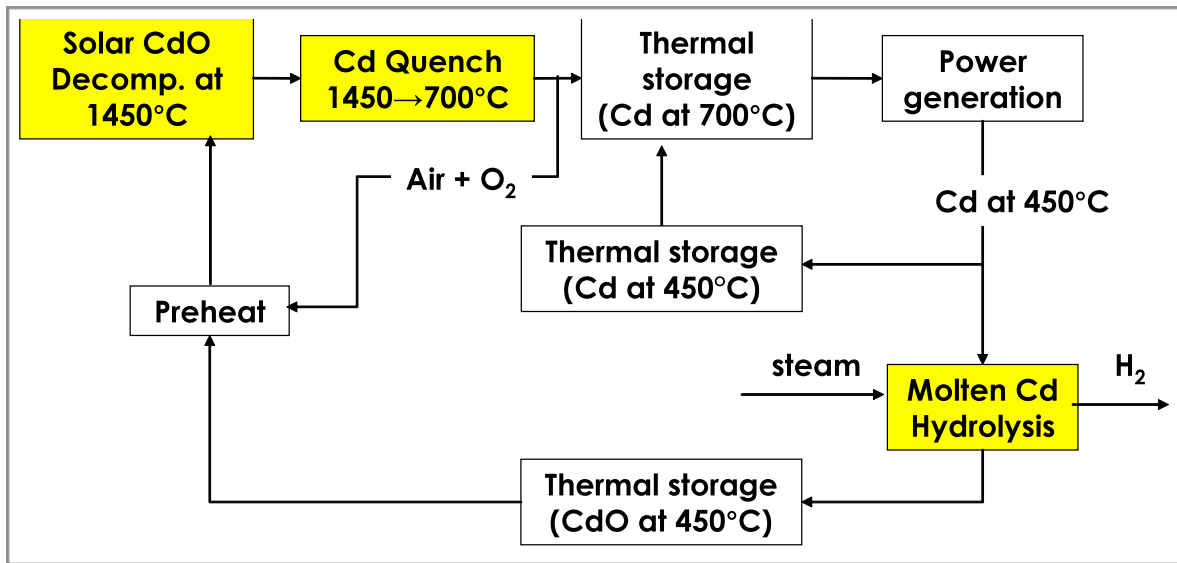 Solar CdO
Decomp. at
1450°C
Cd Quench
1450→700°C
Thermal
storage
(Cd at 700°C)
Power
generation
Air + O₂
Cd at 450°C
Thermal storage
(Cd at 450°C)
Preheat
steam
Molten Cd
Hydrolysis
H₂
Thermal storage
(CdO at 450°C)